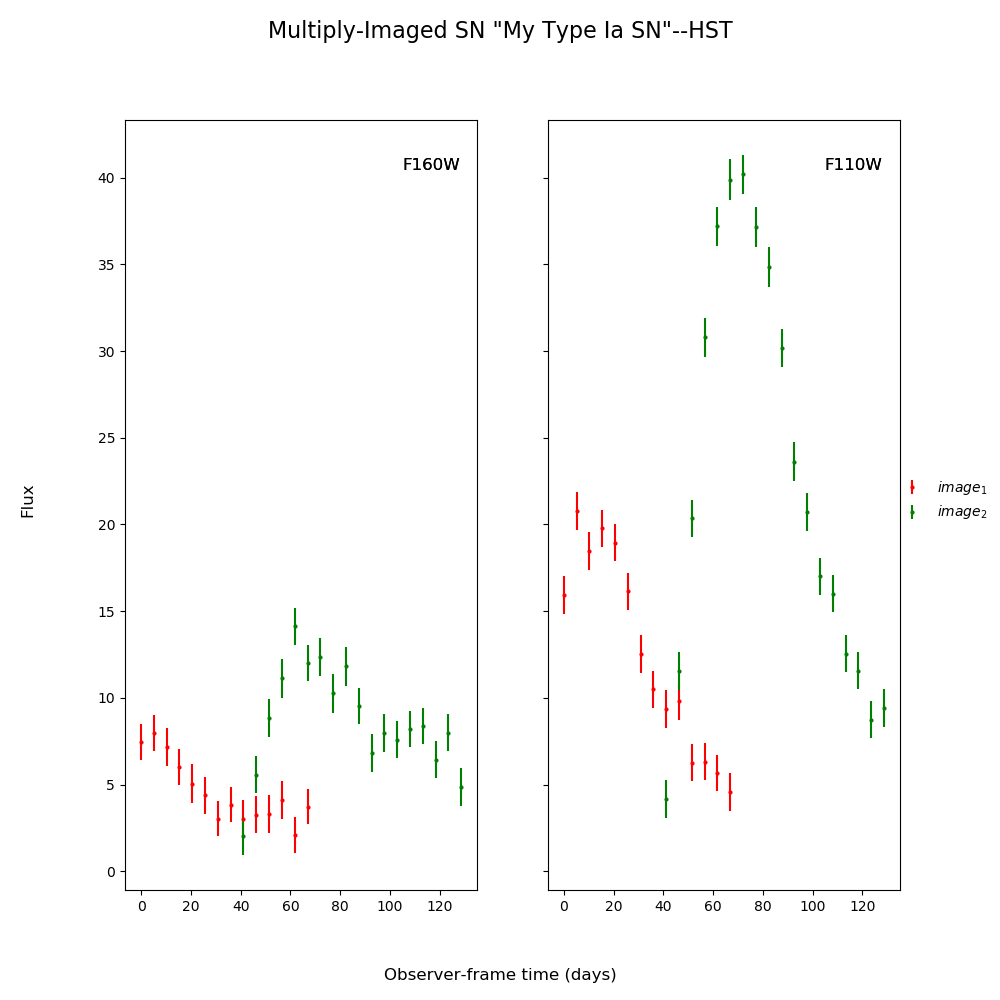 Multiply-Imaged SN "My Type Ia SN"--HST
F160W
F110W
40
35
30
25
20
15
10
5
0
Flux
0 20 40 60 80 100 120
0 20 40 60 80 100 120
image1
image2
Observer-frame time (days)